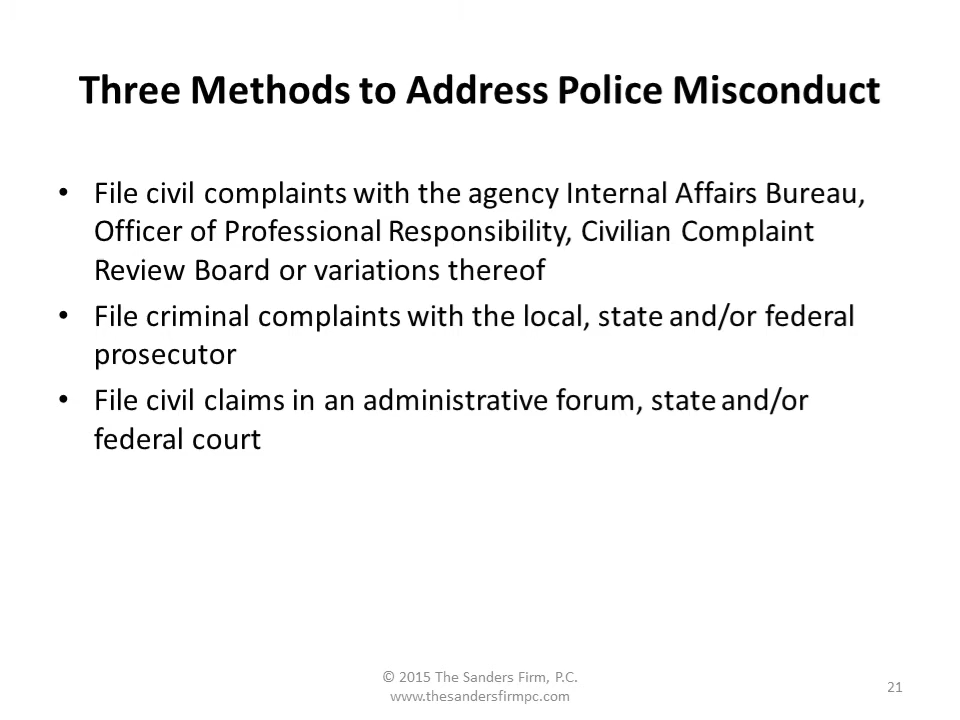 Three Methods to Address Police Misconduct
• File civil complaints with the agency Internal Affairs Bureau,
Officer of Professional Responsibility, Civilian Complaint
Review Board or variations thereof
• File criminal complaints with the local, state and/or federal
prosecutor
• File civil claims in an administrative forum, state and/or
federal court
© 2015 The Sanders Firm, P.C.
www.thesandersfirmpc.com
21